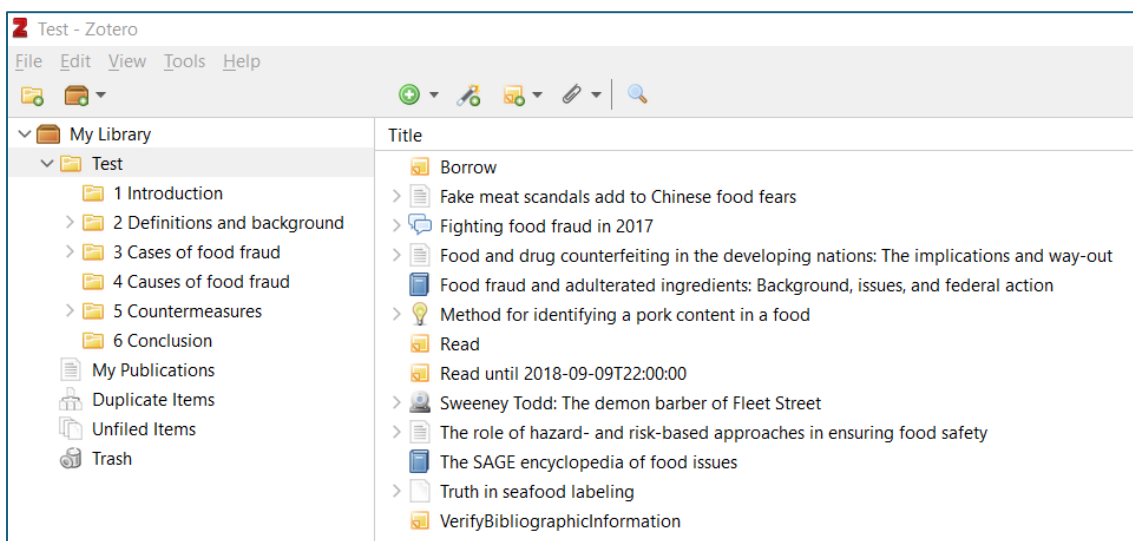 Test - Zotero
File Edit View Tools Help
My Library
Test
1 Introduction
2 Definitions and background
3 Cases of food fraud
4 Causes of food fraud
5 Countermeasures
6 Conclusion
My Publications
Duplicate Items
Unfiled Items
Trash
Title
Borrow
Fake meat scandals add to Chinese food fears
Fighting food fraud in 2017
Food and drug counterfeiting in the developing nations: The implications and way-out
Food fraud and adulterated ingredients: Background, issues, and federal action
Method for identifying a pork content in a food
Read
Read until 2018-09-09T22:00:00
Sweeney Todd: The demon barber of Fleet Street
The role of hazard- and risk-based approaches in ensuring food safety
The SAGE encyclopedia of food issues
Truth in seafood labeling
VerifyBibliographicInformation